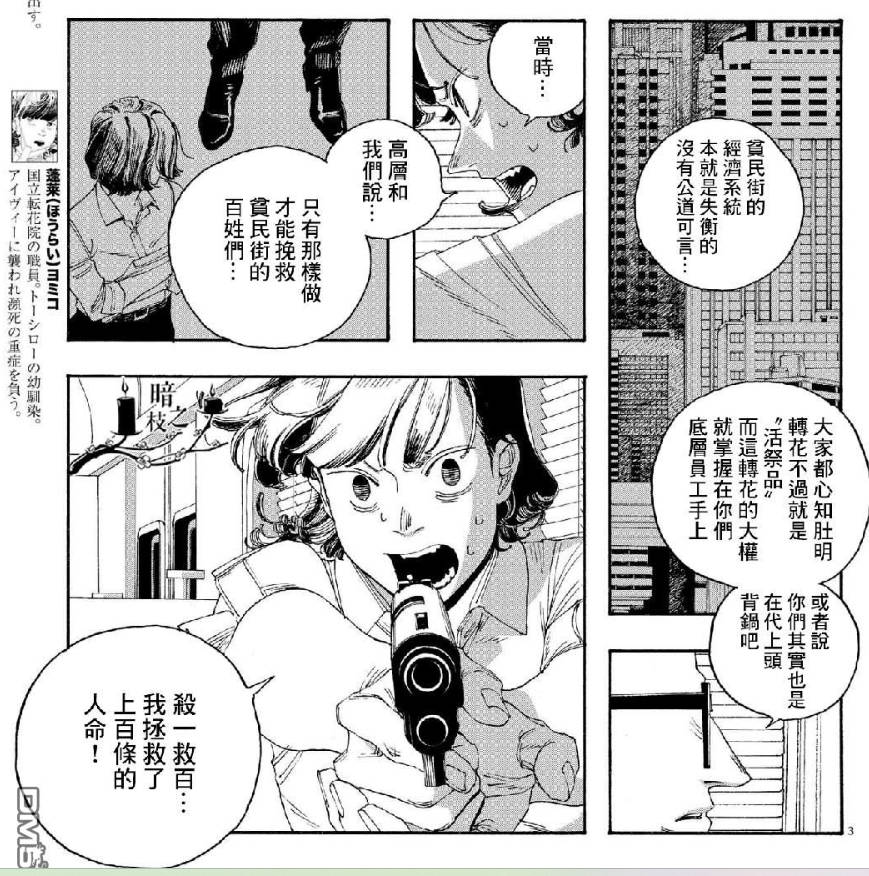 貧民街的
經濟系統
本就是失衡的
沒有公道可言…
大家都心知肚明
轉花不過就是
〝活祭品〞
而這轉花的大權
就掌握在你們
底層員工手上
或者說
你們其實也是
在代上頭
背鍋吧
當時…
高層和
我們說…
只有那樣做
才能挽救
貧民街的
百姓們…
暗之枝
殺一救百…
我拯救了
上百條的
人命！
出す。
蓬莱(ほうらい)ヨミコ
国立転花院の職員。トーシローの幼馴染。
アイヴィーに襲われ瀕死の重症を負う。
DM5
3